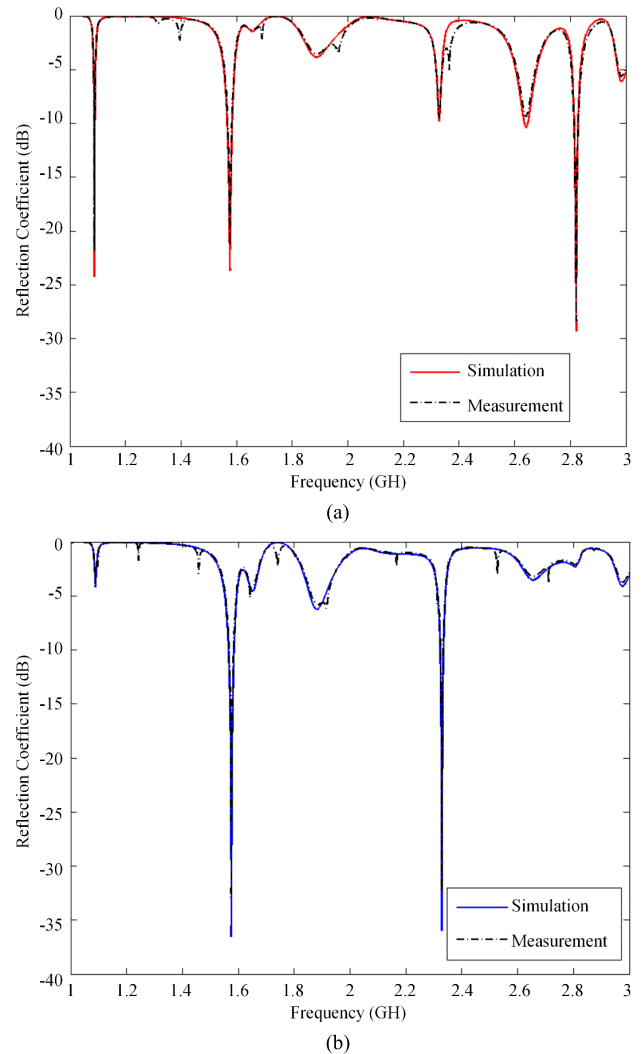 0
-5
-10
-15
-20
-25
-30
-35
-40
Reflection Coefficient (dB)
Simulation
Measurement
1 1.2 1.4 1.6 1.8 2 2.2 2.4 2.6 2.8 3
Frequency (GH)
(a)
0
-5
-10
-15
-20
-25
-30
-35
-40
Reflection Coefficient (dB)
Simulation
Measurement
1 1.2 1.4 1.6 1.8 2 2.2 2.4 2.6 2.8 3
Frequency (GH)
(b)